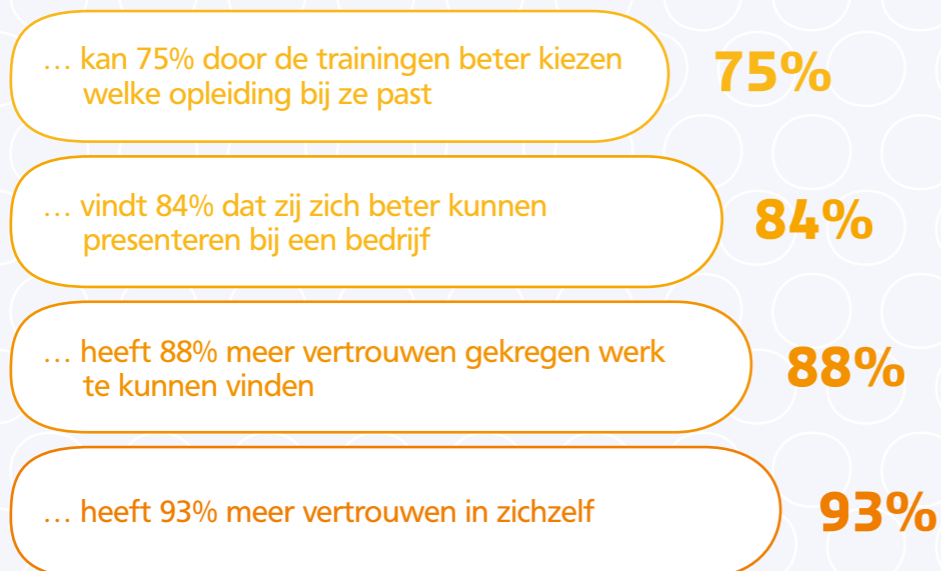 … kan 75% door de trainingen beter kiezen
welke opleiding bij ze past
75%
… vindt 84% dat zij zich beter kunnen
presenteren bij een bedrijf
84%
… heeft 88% meer vertrouwen gekregen werk
te kunnen vinden
88%
… heeft 93% meer vertrouwen in zichzelf
93%